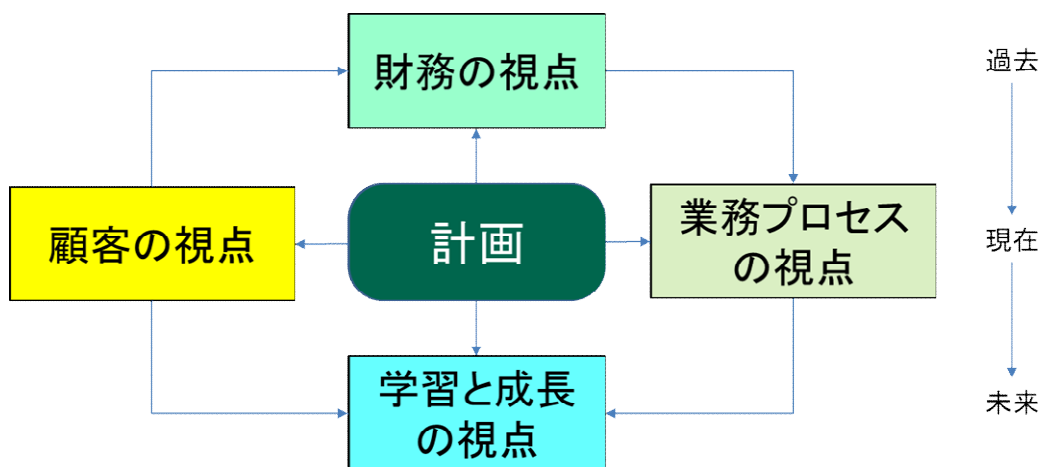 財務の視点
過去
顧客の視点
計画
業務プロセス
の視点
現在
学習と成長
の視点
未来